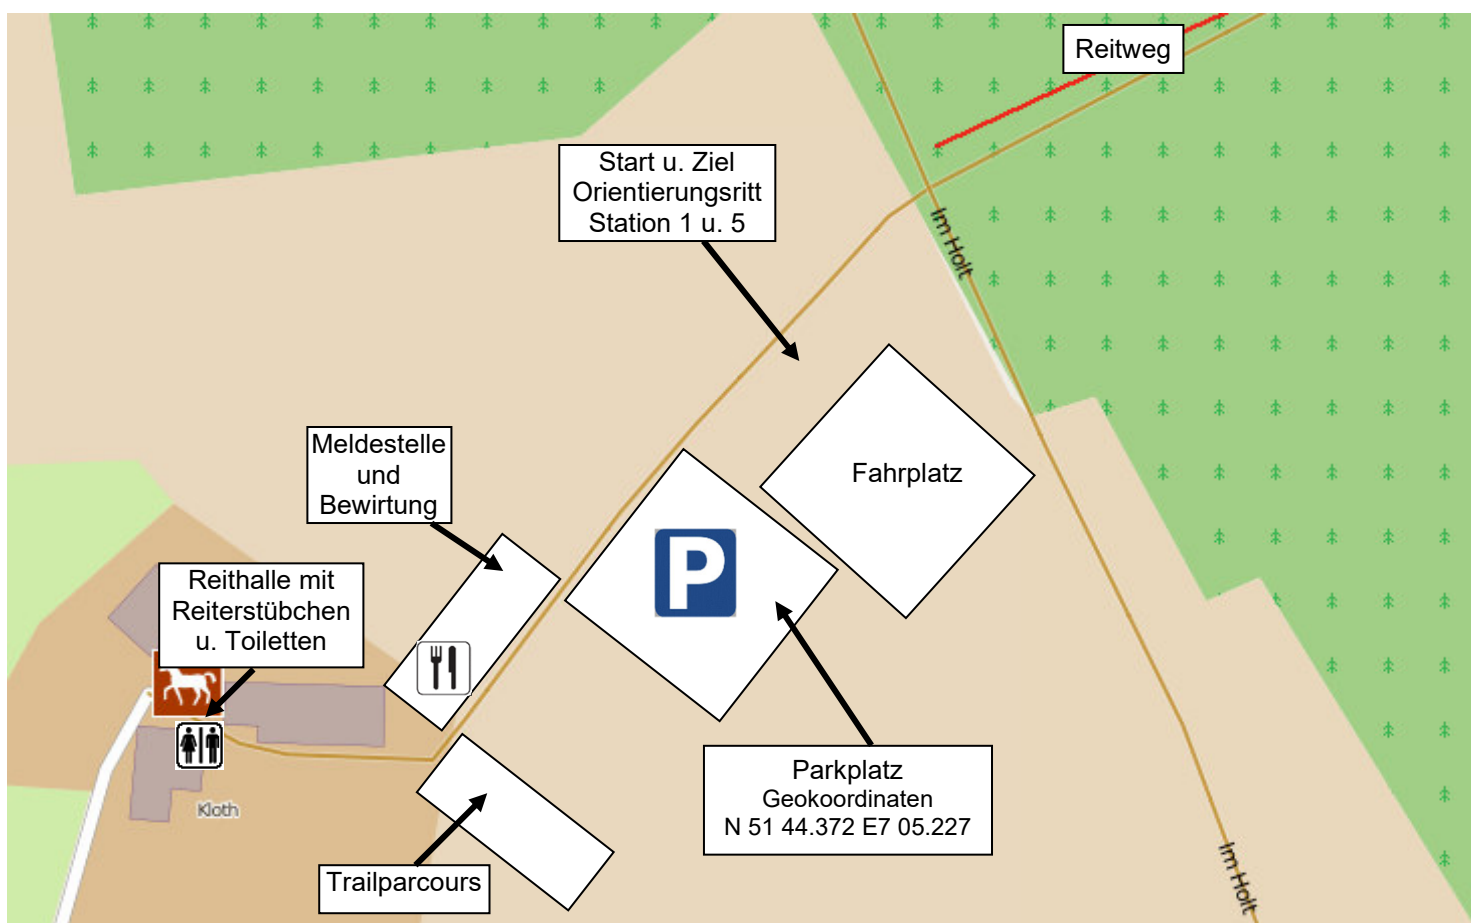 Reitweg
Start u. Ziel
Orientierungsritt
Station 1 u. 5
Im Holt
Meldestelle
und
Bewirtung
Fahrplatz
P
Reithalle mit
Reiterstübchen
u. Toiletten
Kloth
Parkplatz
Geokoordinaten
N 51 44.372 E7 05.227
Trailparcours
Im Holt